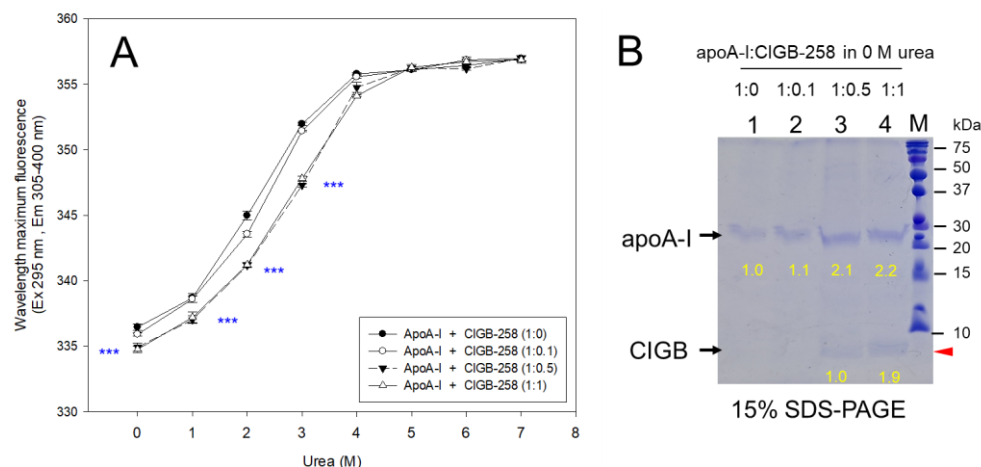 A
360
355
350
345
340
335
330
Wavelength maximum fluorescence
(Ex 295 nm , Em 305-400 nm)
***
***
***
***
ApoA-I + CIGB-258 (1:0)
ApoA-I + CIGB-258 (1:0.1)
ApoA-I + CIGB-258 (1:0.5)
ApoA-I + CIGB-258 (1:1)
0 1 2 3 4 5 6 7 8
Urea (M)
B
apoA-I:CIGB-258 in 0 M urea
1:0 1:0.1 1:0.5 1:1
1 2 3 4 M kDa
75
50
37
30
20
15
10
apoA-I
1.0 1.1 2.1 2.2
CIGB
1.0 1.9
15% SDS-PAGE